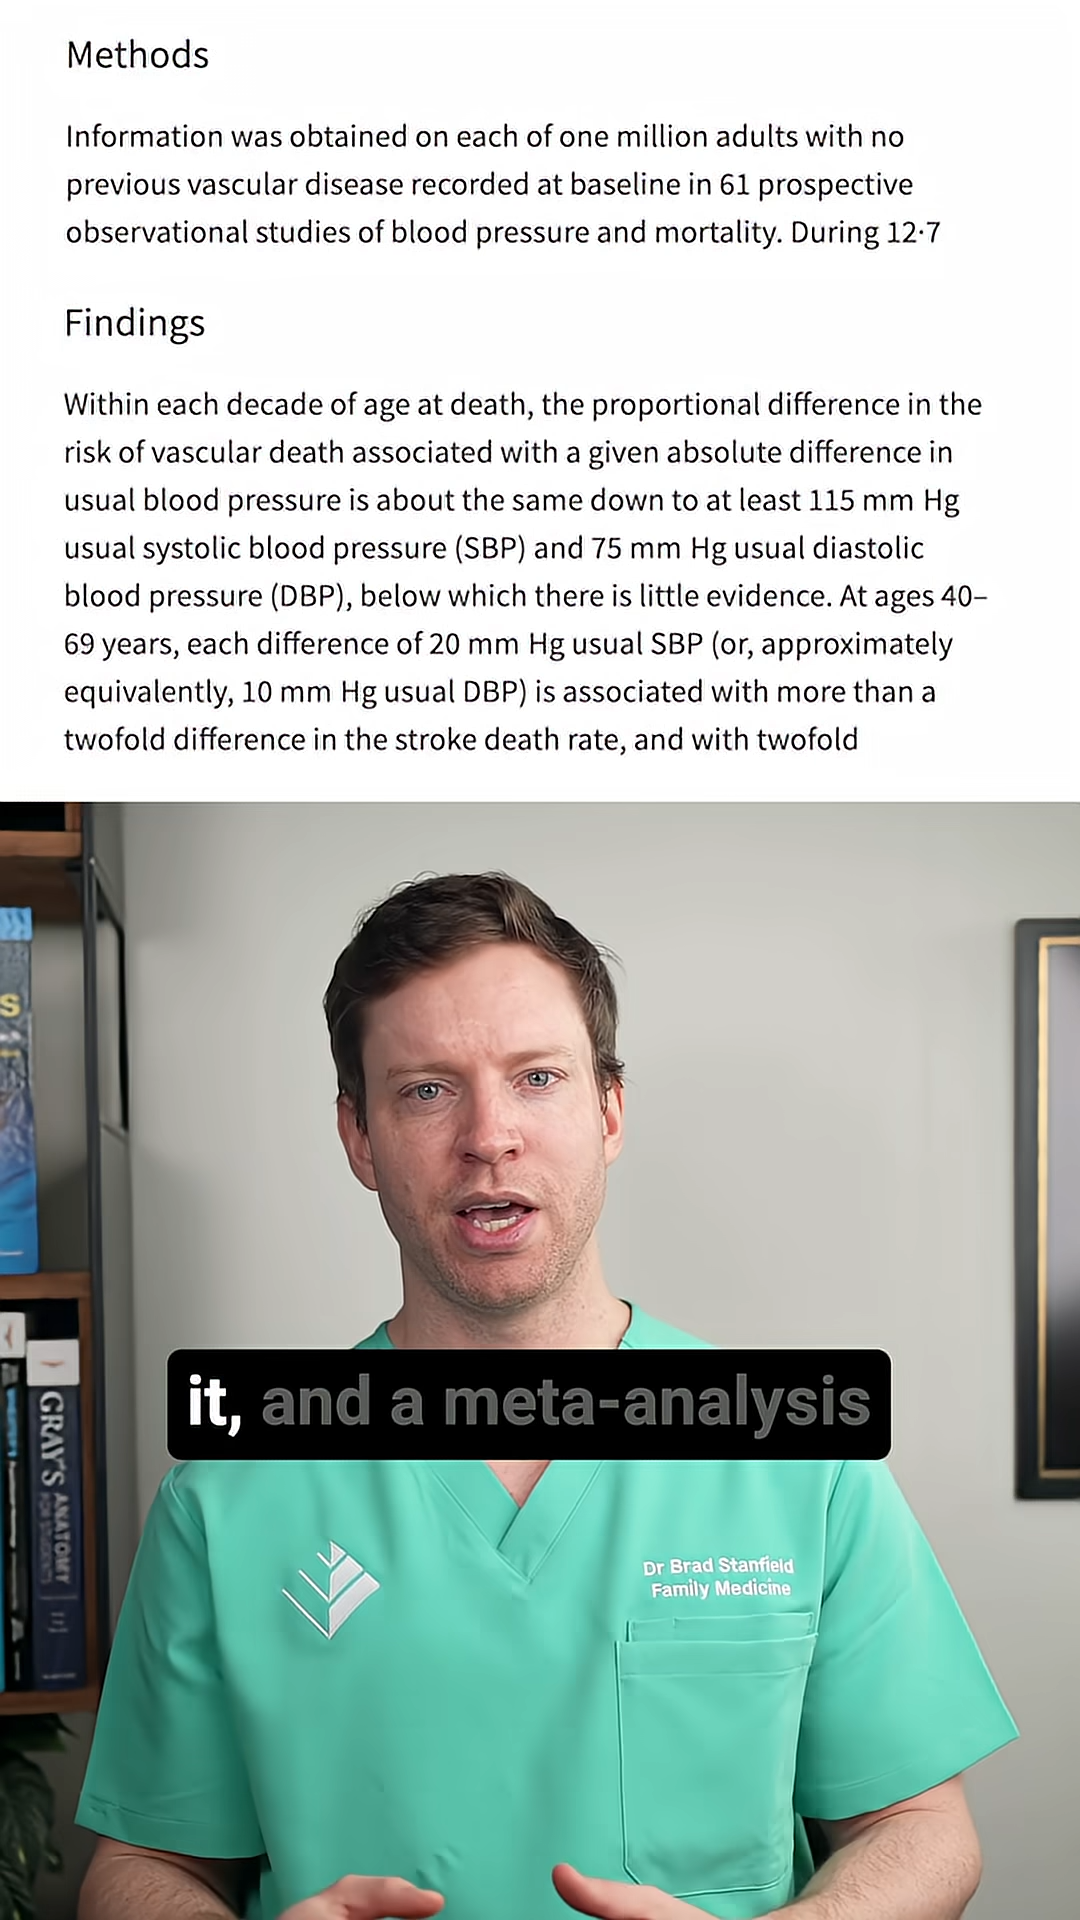 Methods
Information was obtained on each of one million adults with no
previous vascular disease recorded at baseline in 61 prospective
observational studies of blood pressure and mortality. During 12·7
Findings
Within each decade of age at death, the proportional difference in the
risk of vascular death associated with a given absolute difference in
usual blood pressure is about the same down to at least 115 mm Hg
usual systolic blood pressure (SBP) and 75 mm Hg usual diastolic
blood pressure (DBP), below which there is little evidence. At ages 40–
69 years, each difference of 20 mm Hg usual SBP (or, approximately
equivalently, 10 mm Hg usual DBP) is associated with more than a
twofold difference in the stroke death rate, and with twofold
S
it, and a meta-analysis
GRAY'S ANATOMY
FOR STUDENTS
Dr Brad Stanfield
Family Medicine